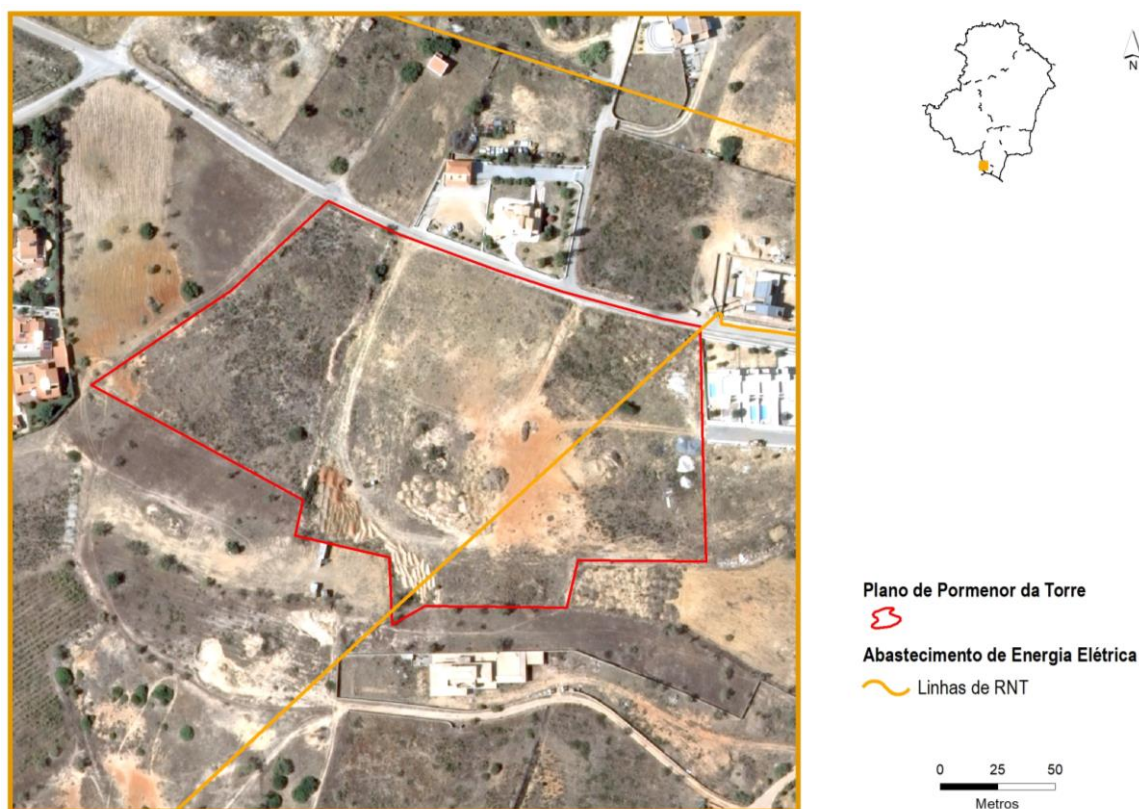 N
Plano de Pormenor da Torre
Abastecimento de Energia Elétrica
Linhas de RNT
0 25 50
Metros